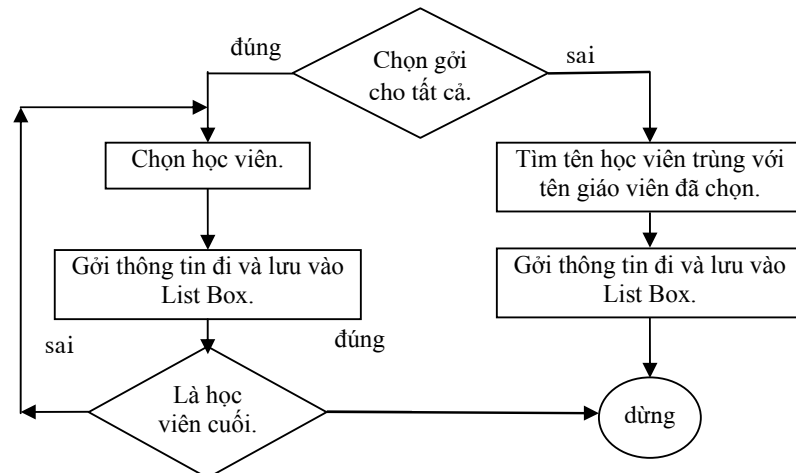 đúng
Chọn gởi
cho tất cả.
sai
Chọn học viên.
Tìm tên học viên trùng với
tên giáo viên đã chọn.
Gởi thông tin đi và lưu vào
List Box.
Gởi thông tin đi và lưu vào
List Box.
sai
đúng
Là học
viên cuối.
dừng